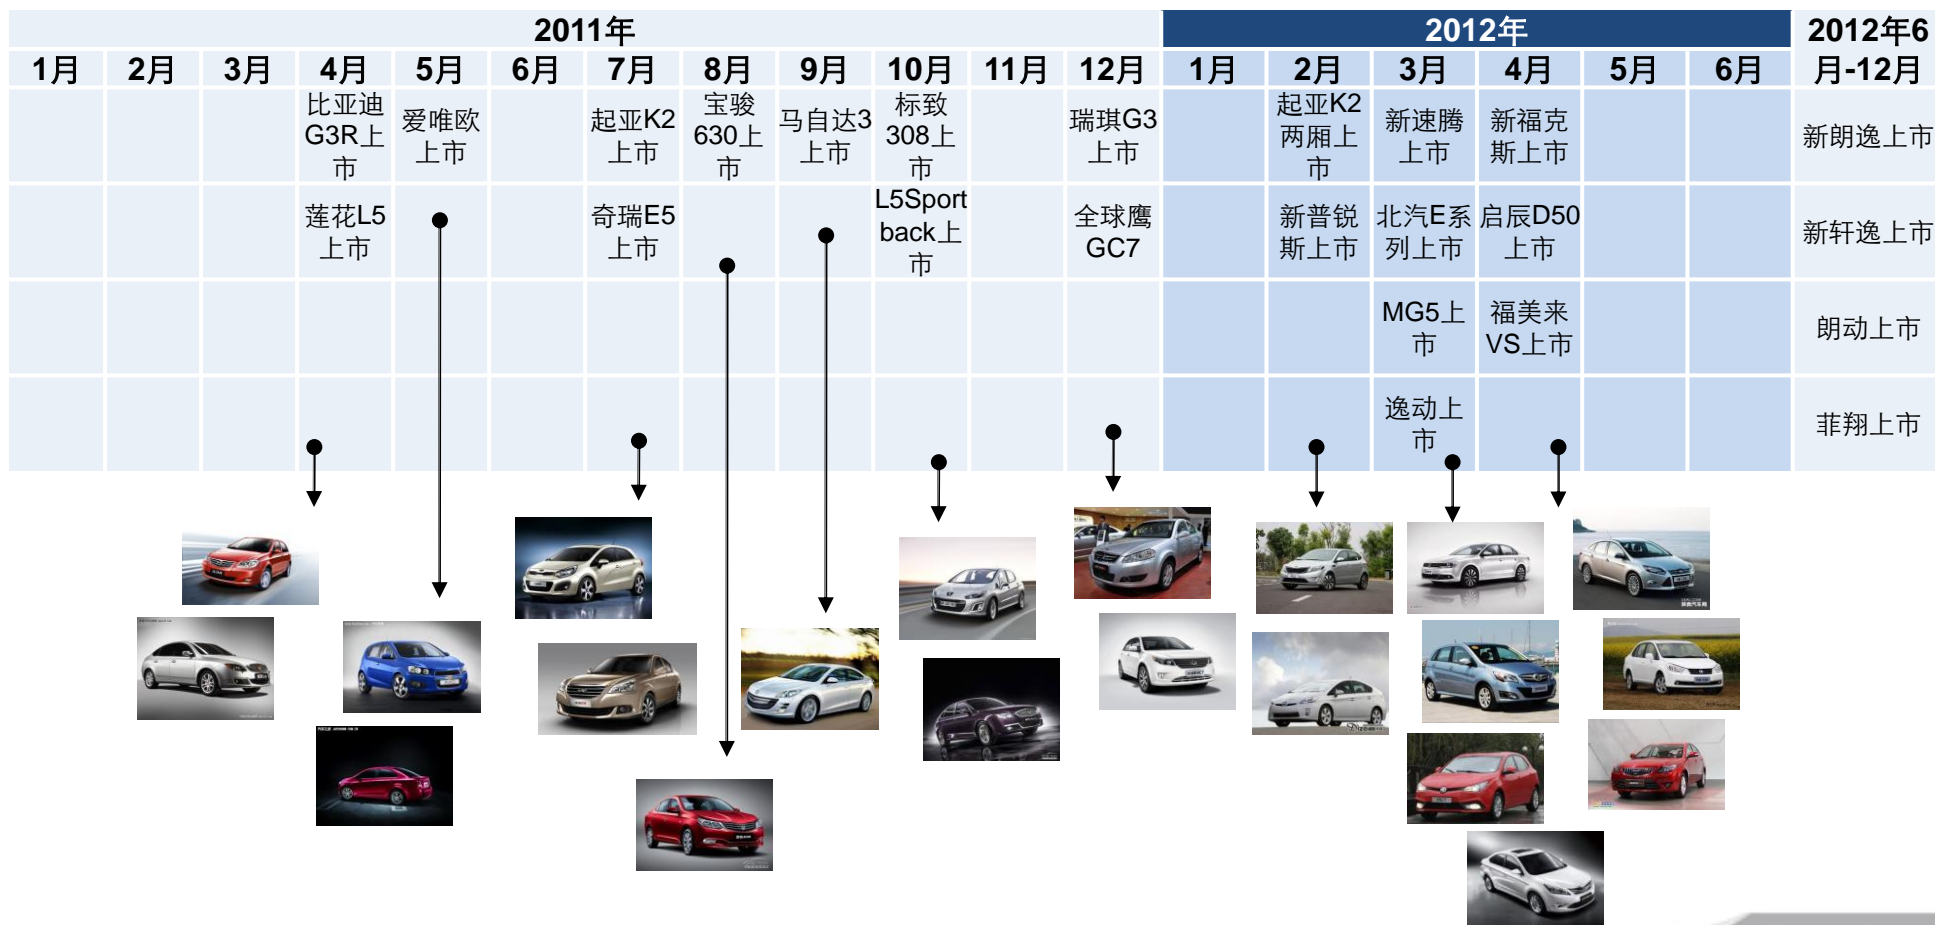 2011年
2012年
2012年6
月-12月
1月
2月
3月
4月
5月
6月
7月
8月
9月
10月
11月
12月
1月
2月
3月
4月
5月
6月
比亚迪
G3R上
市
爱唯欧
上市
起亚K2
上市
宝骏
630上
市
马自达3
上市
标致
308上
市
瑞琪G3
上市
起亚K2
两厢上
市
新速腾
上市
新福克
斯上市
新朗逸上市
莲花L5
上市
奇瑞E5
上市
L5Sport
back上
市
全球鹰
GC7
新普锐
斯上市
北汽E系
列上市
启辰D50
上市
新轩逸上市
MG5上
市
福美来
VS上市
朗动上市
逸动上
市
菲翔上市